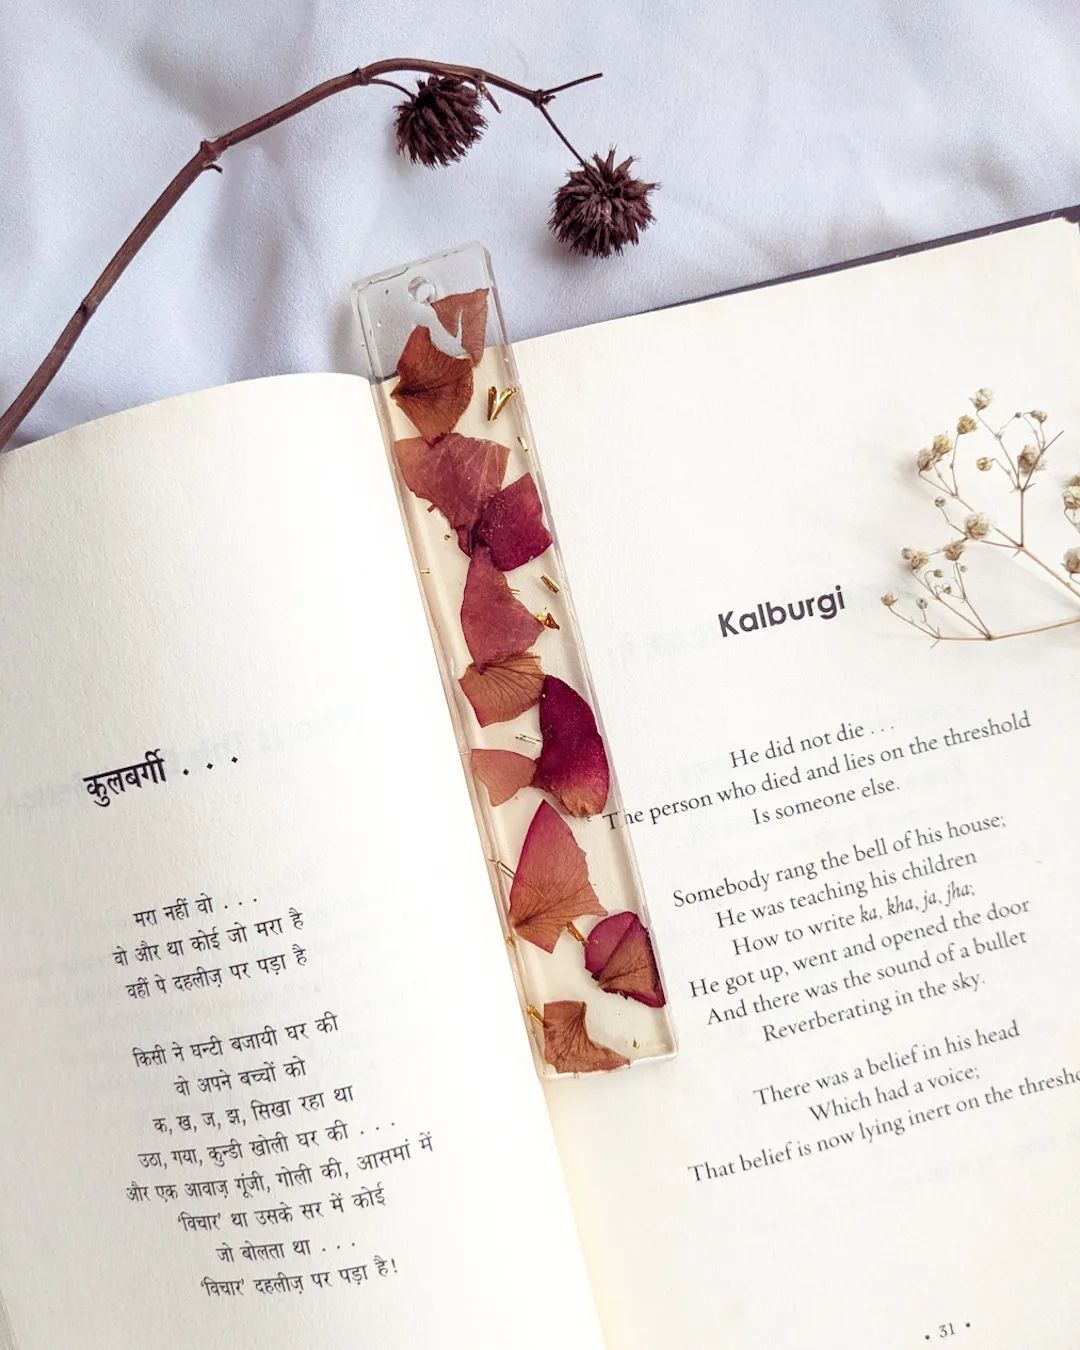 कुलबर्गी . . .
मरा नहीं वो . . .
वो और था कोई जो मरा है
वहीं पे दहलीज़ पर पड़ा है
किसी ने घन्टी बजायी घर की
वो अपने बच्चों को
क, ख, ज, झ, सिखा रहा था
उठा, गया, कुन्डी खोली घर की . . .
और एक आवाज़ गूंजी, गोली की, आसमां में
‘विचार’ था उसके सर में कोई
जो बोलता था . . .
‘विचार’ दहलीज़ पर पड़ा है!
Kalburgi
He did not die . . .
The person who died and lies on the threshold
Is someone else.
Somebody rang the bell of his house;
He was teaching his children
How to write ka, kha, ja, jha;
He got up, went and opened the door
And there was the sound of a bullet
Reverberating in the sky.
There was a belief in his head
Which had a voice;
That belief is now lying inert on the
• 31 •